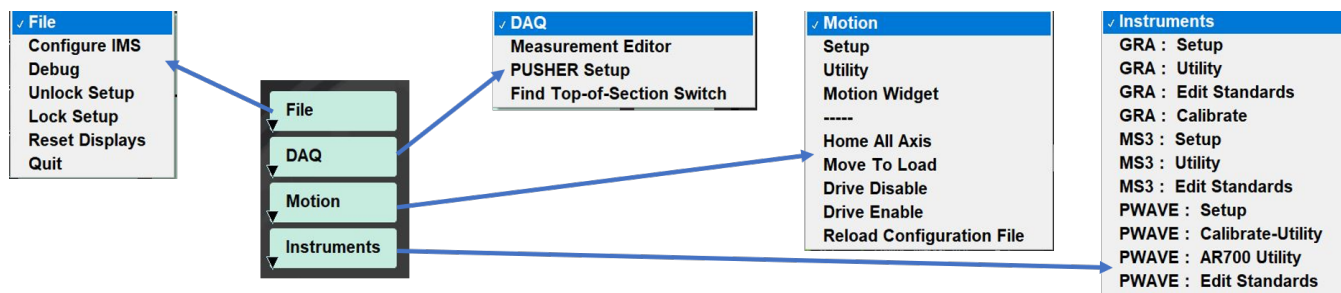 ✓ File
Configure IMS
Debug
Unlock Setup
Lock Setup
Reset Displays
Quit
File
DAQ
Motion
Instruments
✓ DAQ
Measurement Editor
PUSHER Setup
Find Top-of-Section Switch
✓ Motion
Setup
Utility
Motion Widget
-----
Home All Axis
Move To Load
Drive Disable
Drive Enable
Reload Configuration File
✓ Instruments
GRA : Setup
GRA : Utility
GRA : Edit Standards
GRA : Calibrate
MS3 : Setup
MS3 : Utility
MS3 : Edit Standards
PWAVE : Setup
PWAVE : Calibrate-Utility
PWAVE : AR700 Utility
PWAVE : Edit Standards